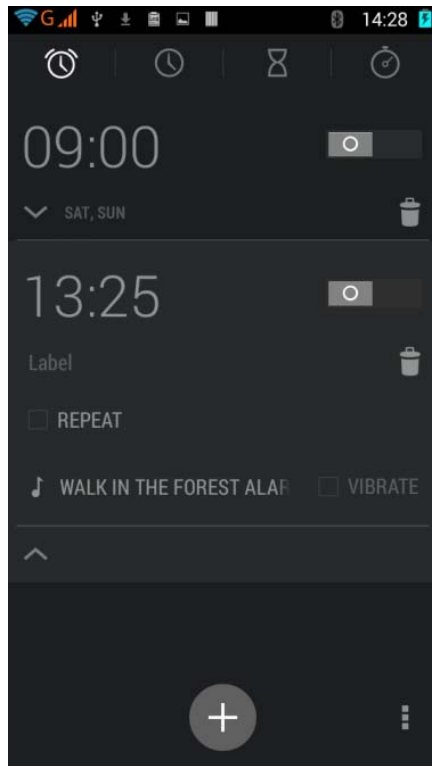 G 14:28
09:00
SAT, SUN
13:25
Label
REPEAT
WALK IN THE FOREST ALAR VIBRATE